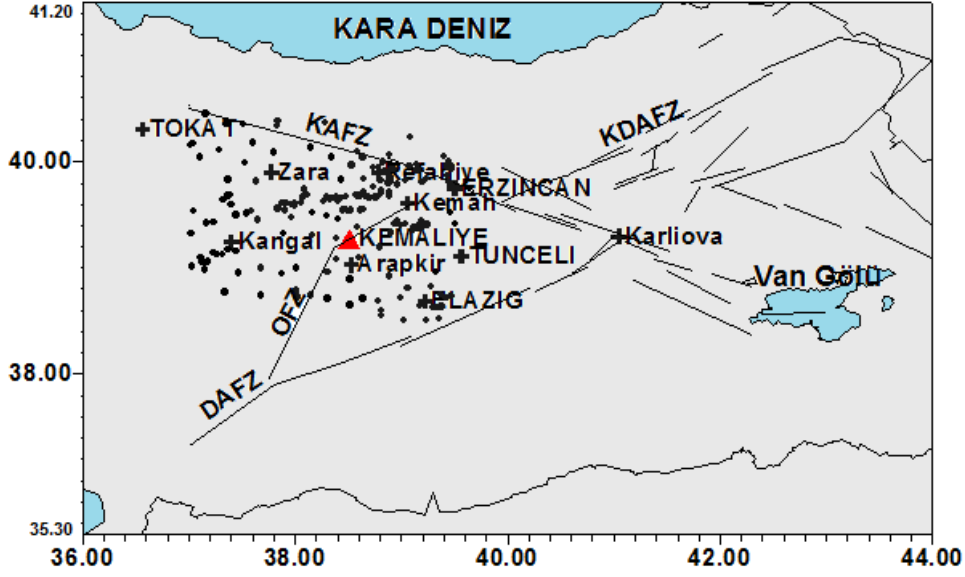 41.20
KARA DENIZ
TOKAT
KAFZ
KDAFZ
40.00
Zara
Refahiye
ERZINCAN
Kemah
Kangal
KEMALIYE
Karliova
Arapkir
TUNCELI
Van Gölü
ELAZIG
OFZ
38.00
DAFZ
35.30
36.00 38.00 40.00 42.00 44.00